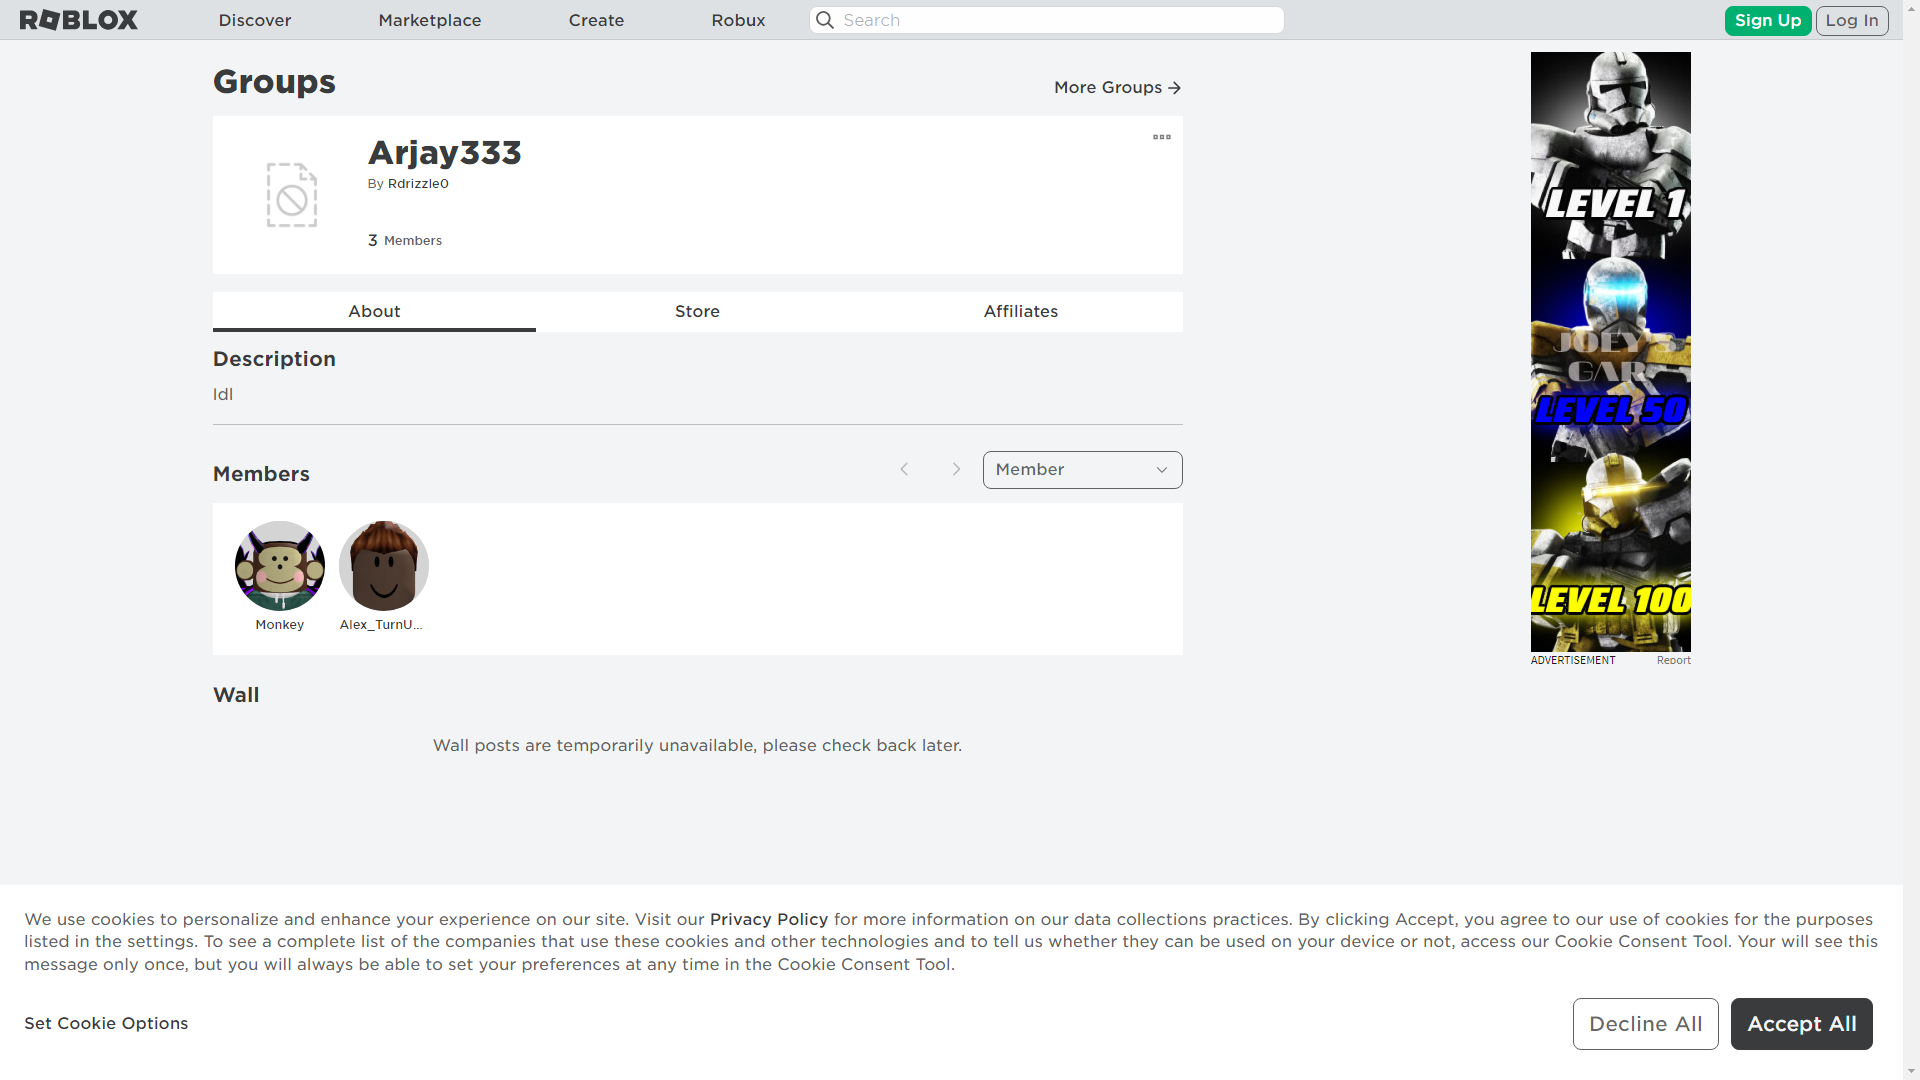 ROBLOX
Discover
Marketplace
Create
Robux
Search
Sign Up
Log In
Groups
More Groups
Arjay333
By Rdrizzle0
3 Members
About
Store
Affiliates
Description
Idl
Members
Member
Monkey
Alex_TurnU...
Wall
Wall posts are temporarily unavailable, please check back later.
LEVEL 1
JOEY'S
GAR
LEVEL 50
LEVEL 100
ADVERTISEMENT
Report
We use cookies to personalize and enhance your experience on our site. Visit our Privacy Policy for more information on our data collections practices. By clicking Accept, you agree to our use of cookies for the purposes
listed in the settings. To see a complete list of the companies that use these cookies and other technologies and to tell us whether they can be used on your device or not, access our Cookie Consent Tool. Your will see this
message only once, but you will always be able to set your preferences at any time in the Cookie Consent Tool.
Set Cookie Options
Decline All
Accept All